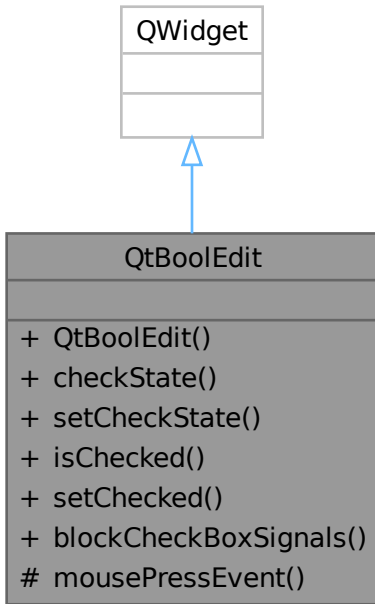 QWidget
QtBoolEdit
+ QtBoolEdit()
+ checkState()
+ setCheckState()
+ isChecked()
+ setChecked()
+ blockCheckBoxSignals()
# mousePressEvent()